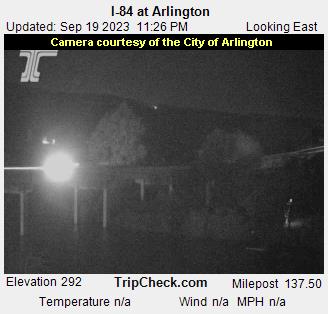 I-84 at Arlington
Updated: Sep 19 2023 11:26 PM Looking East
Camera courtesy of the City of Arlington
Elevation 292 TripCheck.com Milepost 137.50
Temperature n/a Wind n/a MPH n/a